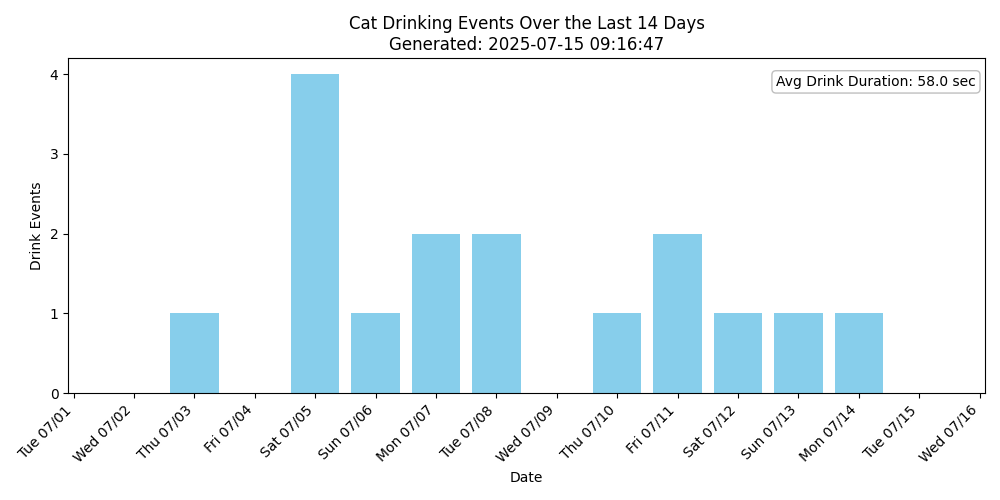 Cat Drinking Events Over the Last 14 Days
Generated: 2025-07-15 09:16:47
Avg Drink Duration: 58.0 sec
Drink Events
4
3
2
1
0
Tue 07/01
Wed 07/02
Thu 07/03
Fri 07/04
Sat 07/05
Sun 07/06
Mon 07/07
Tue 07/08
Wed 07/09
Thu 07/10
Fri 07/11
Sat 07/12
Sun 07/13
Mon 07/14
Tue 07/15
Wed 07/16
Date